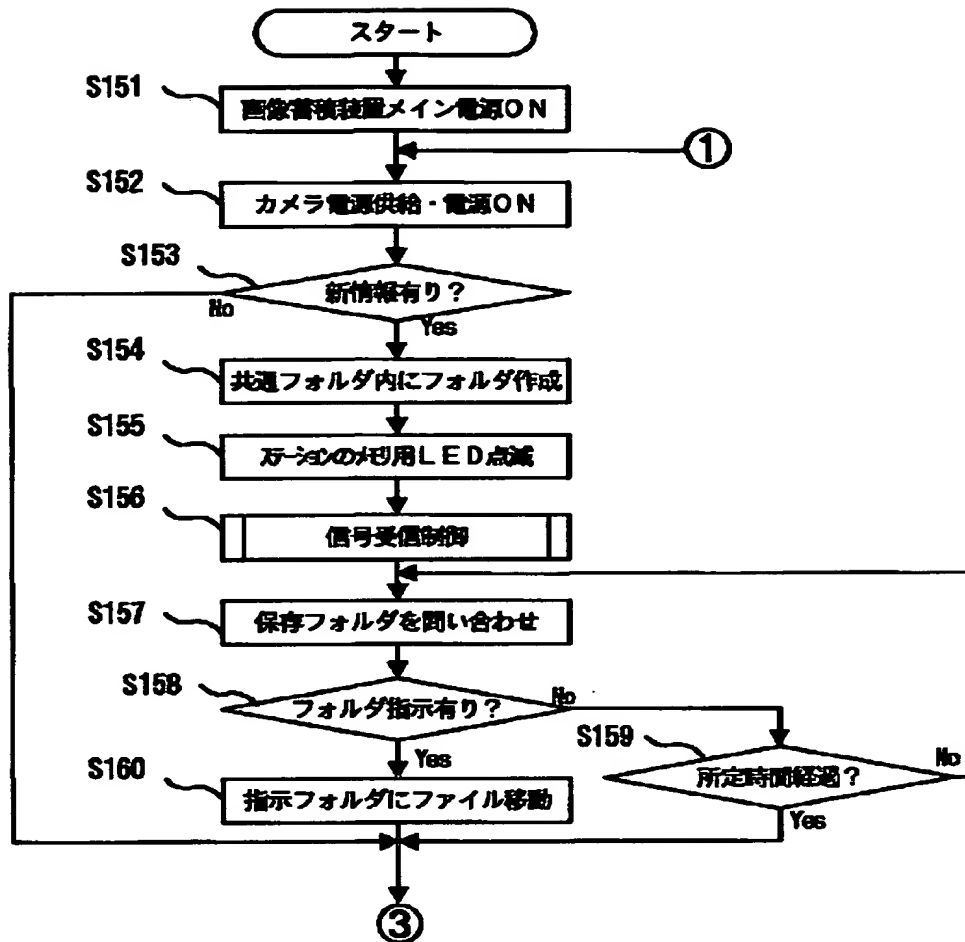 スタート
S151
画像蓄積装置メイン電源ON
①
S152
カメラ電源供給・電源ON
S153
新情報有り?
No
Yes
S154
共通フォルダ内にフォルダ作成
S155
ステーションのメモリ用LED点滅
S156
信号受信制御
S157
保存フォルダを問い合わせ
S158
フォルダ指示有り?
No
Yes
S159
所定時間経過?
No
Yes
S160
指示フォルダにファイル移動
③